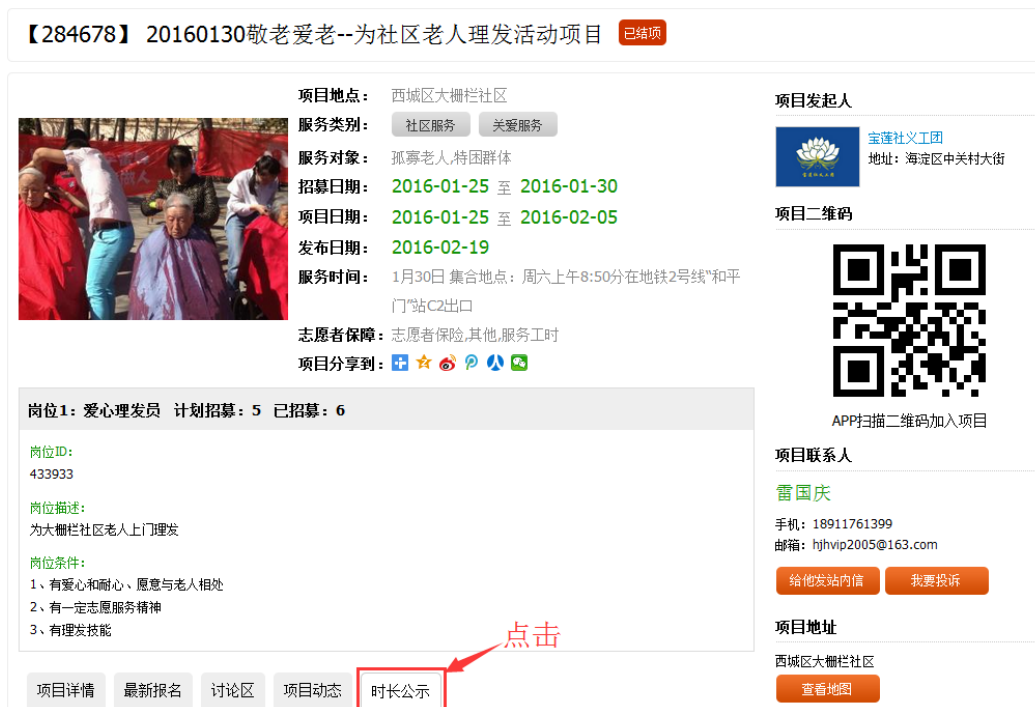 【284678】 20160130敬老爱老--为社区老人理发活动项目 已结项
项目地点: 西城区大栅栏社区
服务类别: 社区服务 关爱服务
服务对象: 孤寡老人,特困群体
招募日期: 2016-01-25 至 2016-01-30
项目日期: 2016-01-25 至 2016-02-05
发布日期: 2016-02-19
服务时间: 1月30日 集合地点：周六上午8:50分在地铁2号线“和平
门”站C2出口
志愿者保障: 志愿者保险,其他,服务工时
项目分享到:
岗位1: 爱心理发员 计划招募: 5 已招募: 6
岗位ID:
433933
岗位描述:
为大栅栏社区老人上门理发
岗位条件:
1、有爱心和耐心、愿意与老人相处
2、有一定志愿服务精神
3、有理发技能
点击
项目详情 最新报名 讨论区 项目动态 时长公示
项目发起人
宝莲社义工团
地址: 海淀区中关村大街
项目二维码
APP扫描二维码加入项目
项目联系人
雷国庆
手机: 18911761399
邮箱: hjhvip2005@163.com
给他发站内信 我要投诉
项目地址
西城区大栅栏社区
查看地图